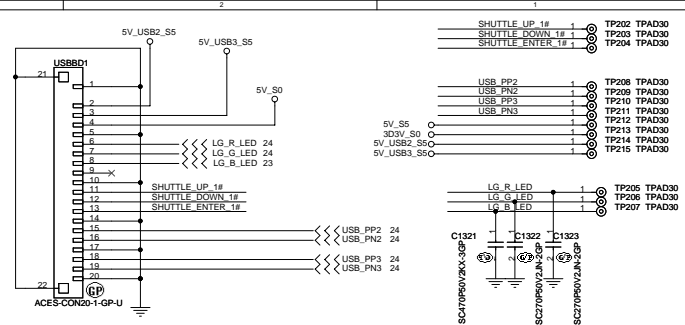 2
1
5V_USB2_S5
5V_USB3_S5
5V_S0
USBBD1
21
1
2
3
4
5
6
7
8
9
10
11
12
13
14
15
16
17
18
19
20
22
LG_R_LED 24
LG_G_LED 24
LG_B_LED 23
SHUTTLE_UP_1#
SHUTTLE_DOWN_1#
SHUTTLE_ENTER_1#
USB_PP2 24
USB_PN2 24
USB_PP3 24
USB_PN3 24
GP
ACES-CON20-1-GP-U
SHUTTLE_UP_1# 1 TP202 TPAD30
SHUTTLE_DOWN_1# 1 TP203 TPAD30
SHUTTLE_ENTER_1# 1 TP204 TPAD30
USB_PP2 1 TP208 TPAD30
USB_PN2 1 TP209 TPAD30
USB_PP3 1 TP210 TPAD30
USB_PN3 1 TP211 TPAD30
5V_S5 1 TP212 TPAD30
3D3V_S0 1 TP213 TPAD30
5V_USB2_S5 1 TP214 TPAD30
5V_USB3_S5 1 TP215 TPAD30
LG_R_LED 1 TP205 TPAD30
LG_G_LED 1 TP206 TPAD30
LG_B_LED 1 TP207 TPAD30
C1321
C1322
C1323
1
2
1
2
1
2
SC470P50V2KX-3GP
SC270P50V2JN-2GP
SC270P50V2JN-2GP